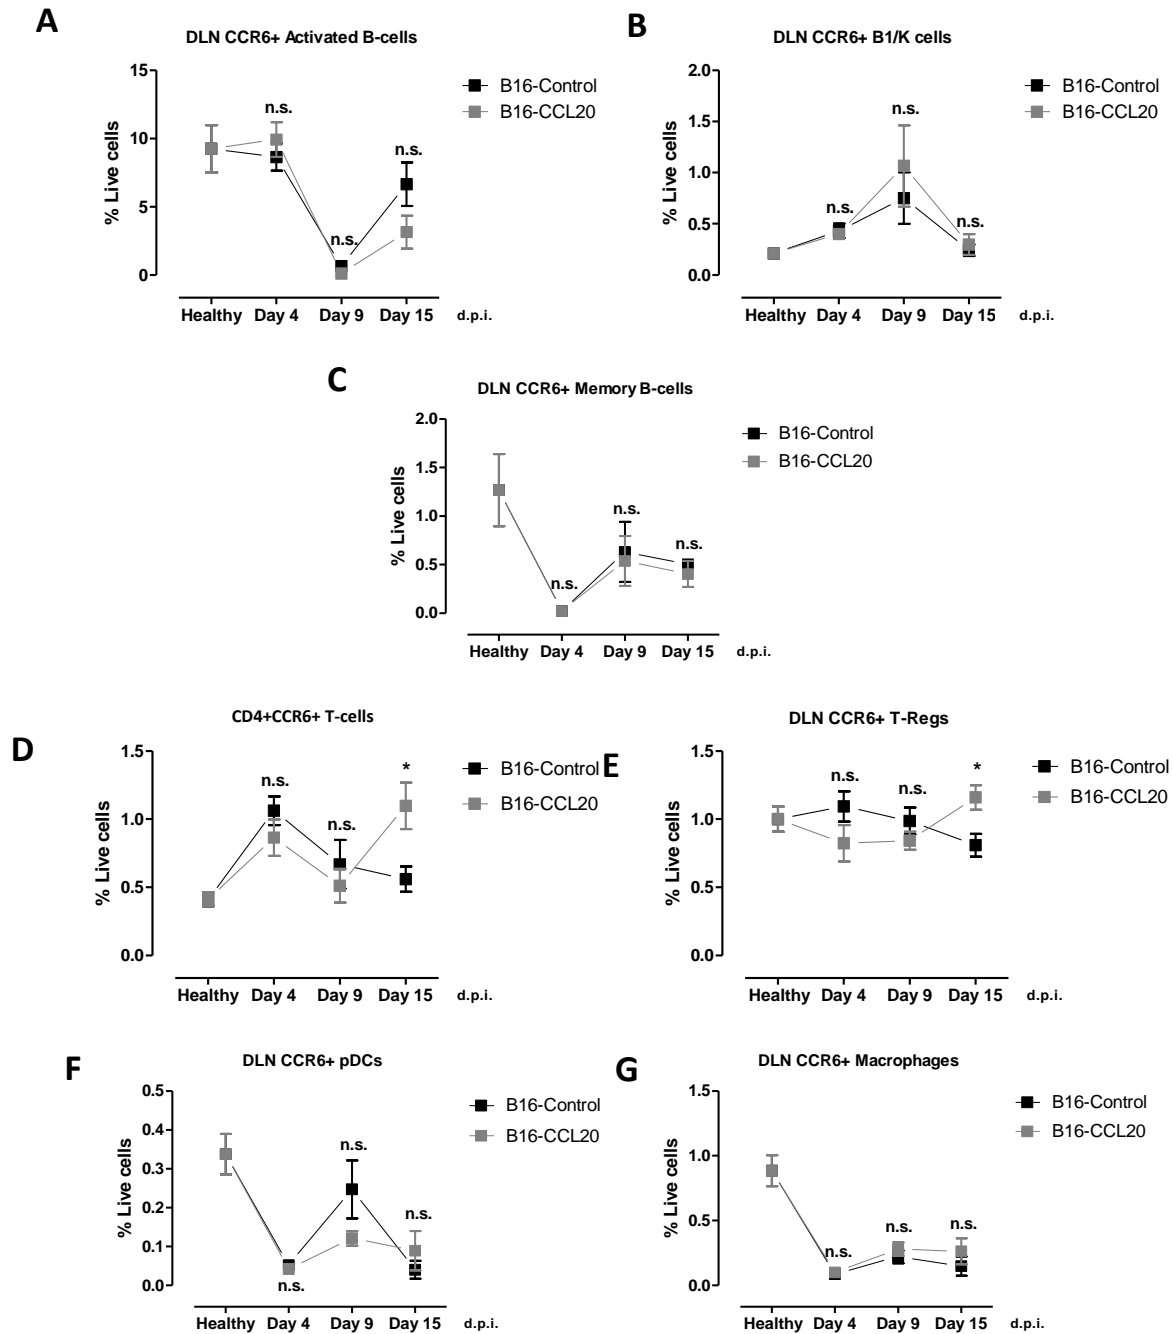 A
DLN CCR6+ Activated B-cells
15
10
5
0
% Live cells
n.s.
n.s.
n.s.
B16-Control
B16-CCL20
Healthy Day 4 Day 9 Day 15 d.p.i.
B
DLN CCR6+ B1/K cells
2.0
1.5
1.0
0.5
0.0
% Live cells
n.s.
n.s.
n.s.
B16-Control
B16-CCL20
Healthy Day 4 Day 9 Day 15 d.p.i.
C
DLN CCR6+ Memory B-cells
2.0
1.5
1.0
0.5
0.0
% Live cells
n.s.
n.s.
n.s.
B16-Control
B16-CCL20
Healthy Day 4 Day 9 Day 15 d.p.i.
D
CD4+CCR6+ T-cells
1.5
1.0
0.5
0.0
% Live cells
n.s.
n.s.
*
B16-Control
B16-CCL20
Healthy Day 4 Day 9 Day 15 d.p.i.
E
DLN CCR6+ T-Regs
1.5
1.0
0.5
0.0
% Live cells
n.s.
n.s.
*
B16-Control
B16-CCL20
Healthy Day 4 Day 9 Day 15 d.p.i.
F
DLN CCR6+ pDCs
0.5
0.4
0.3
0.2
0.1
0.0
% Live cells
n.s.
n.s.
n.s.
B16-Control
B16-CCL20
Healthy Day 4 Day 9 Day 15 d.p.i.
G
DLN CCR6+ Macrophages
1.5
1.0
0.5
0.0
% Live cells
n.s.
n.s.
n.s.
B16-Control
B16-CCL20
Healthy Day 4 Day 9 Day 15 d.p.i.